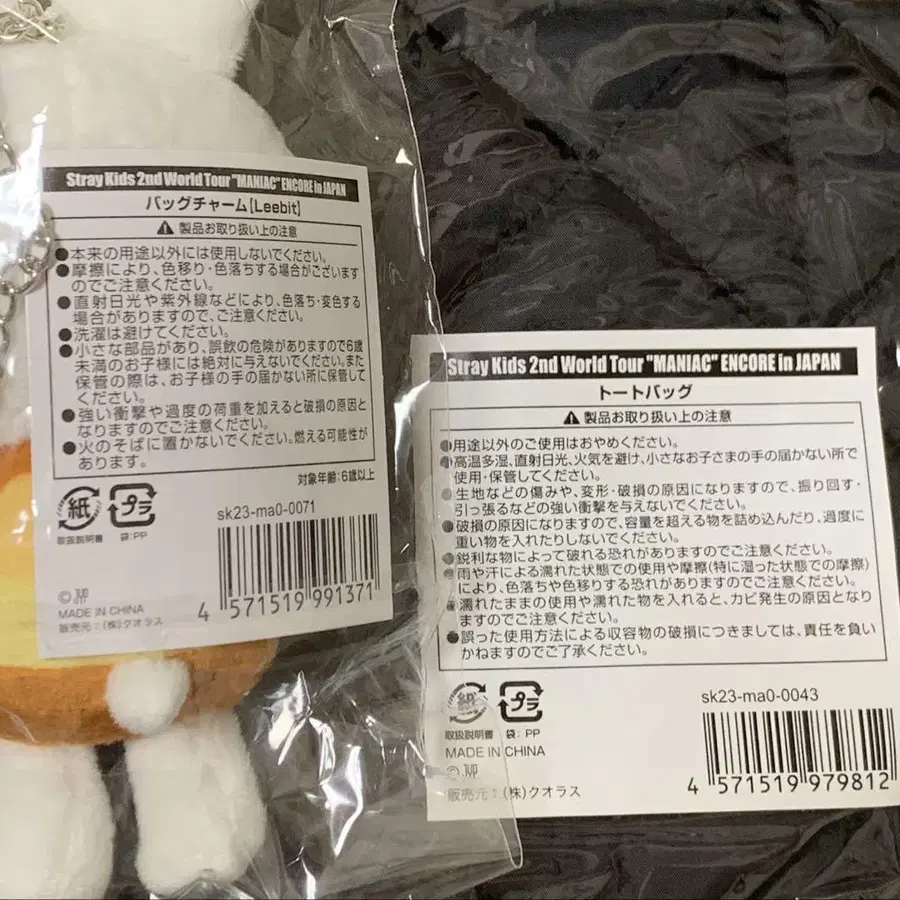 Stray Kids 2nd World Tour "MANIAC" ENCORE in JAPAN
バッグチャーム[Leebit]
製品お取り扱い上の注意
●本来の用途以外には使用しないでください。
●摩擦により、色移り・色落ちする場合がございます
のでご注意ください。
●直射日光や紫外線などにより、色落ち・変色する
場合がありますので、ご注意ください。
●洗濯は避けてください。
●小さな部品があり、誤飲の危険がありますので6歳
未満のお子様には絶対に与えないでください。また
保管の際は、お子様の手の届かない所に保管して
ください。
●強い衝撃や過度の荷重を加えると破損の原因と
なりますのでご注意ください。
●火のそばに置かないでください。燃える可能性が
あります。
対象年齢:6歳以上
紙
プラ
取扱説明書 袋:PP
sk23-ma0-0071
4 571519 991371
© JYP
MADE IN CHINA
販売元:(株)クオラス
Stray Kids 2nd World Tour "MANIAC" ENCORE in JAPAN
トートバッグ
製品お取り扱い上の注意
●用途以外のご使用はおやめください。
●高温多湿、直射日光、火気を避け、小さなお子さまの手の届かない所で
使用・保管してください。
●生地などの傷みや、変形・破損の原因になりますので、振り回す・
引っ張るなどの強い衝撃を与えないでください。
●破損の原因になりますので、容量を超える物を詰め込んだり、過度に
重い物を入れたりしないでください。
●鋭利な物によって破れる恐れがありますのでご注意ください。
●雨や汗による濡れた状態での使用や摩擦(特に湿った状態での摩擦)
により、色落ちや色移りする恐れがありますのでご注意ください。
●濡れたままの使用や濡れた物を入れると、カビ発生の原因となり
ますのでご注意ください。
●誤った使用方法による収容物の破損につきましては、責任を負い
かねますのでご了承ください。
紙
プラ
取扱説明書 袋:PP
sk23-ma0-0043
MADE IN CHINA
© JYP
販売元:(株)クオラス
4 571519 979812